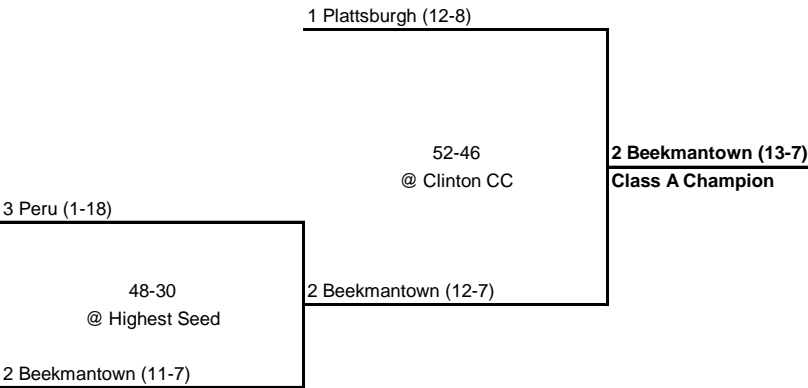 1 Plattsburgh (12-8)
52-46
@ Clinton CC
2 Beekmantown (13-7)
Class A Champion
3 Peru (1-18)
48-30
@ Highest Seed
2 Beekmantown (12-7)
2 Beekmantown (11-7)